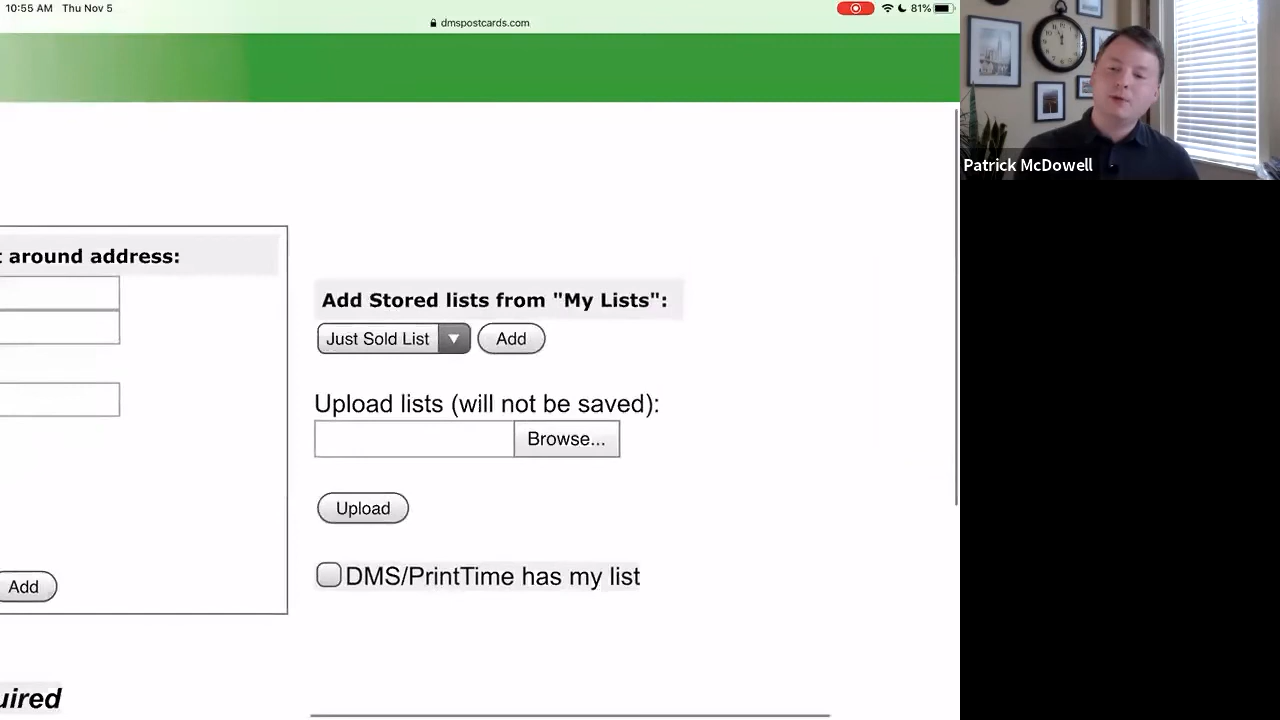 10:55 AM Thu Nov 5
81%
dmspostcards.com
Patrick McDowell
around address:
Add Stored lists from "My Lists":
Just Sold List
Add
Upload lists (will not be saved):
Browse...
Upload
DMS/PrintTime has my list
Add
uired